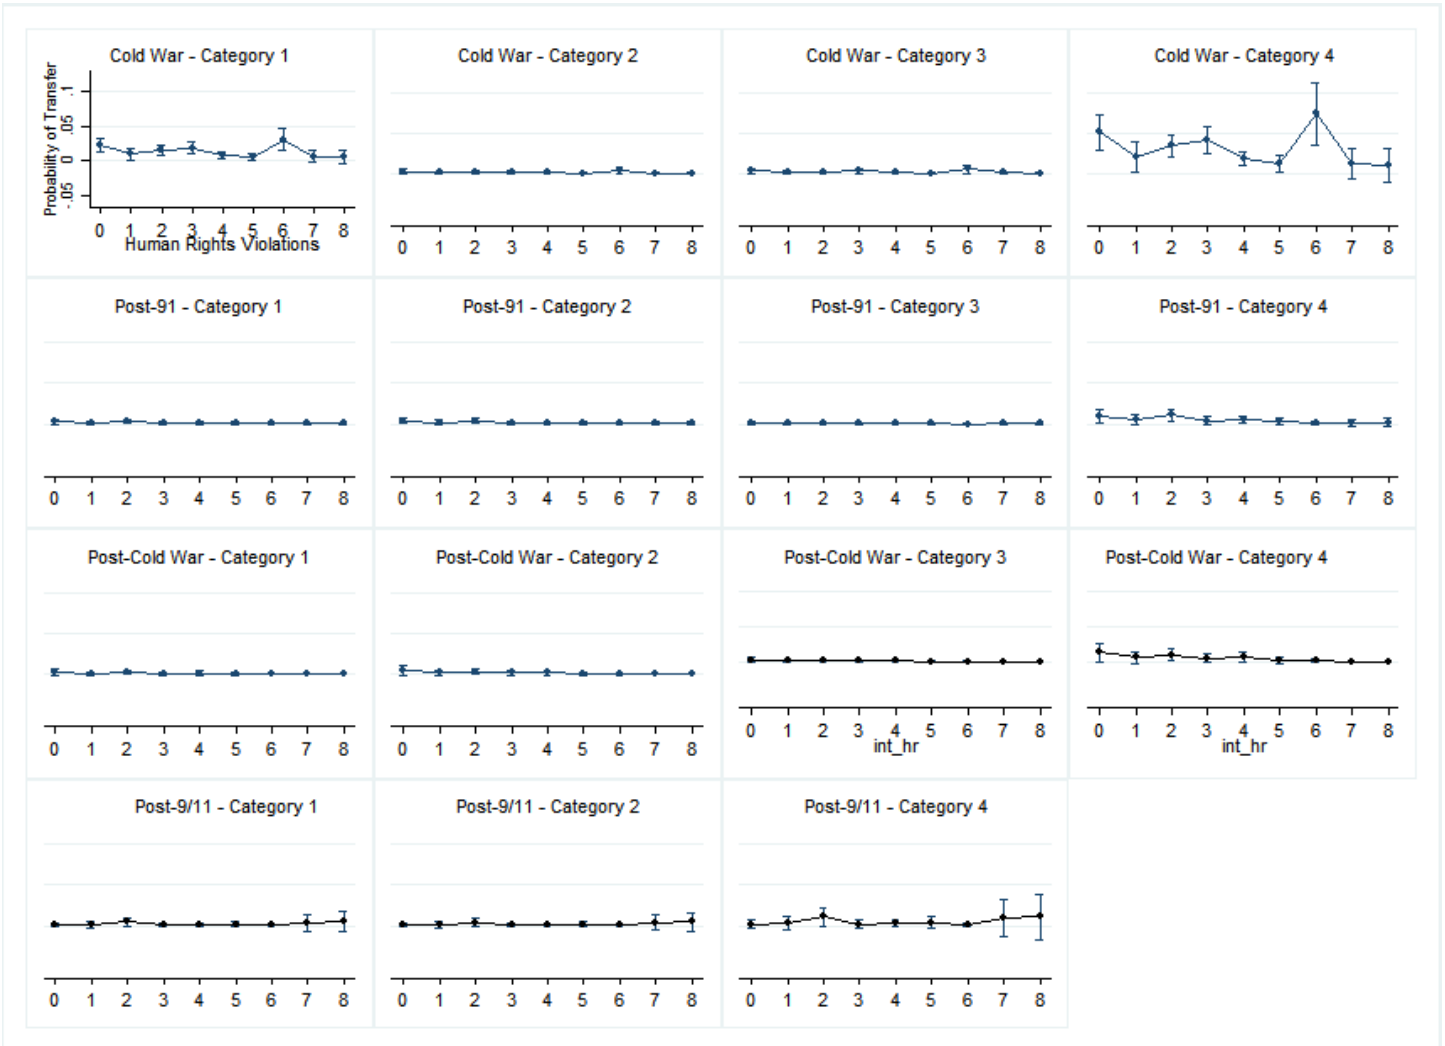 Cold War - Category 1
Cold War - Category 2
Cold War - Category 3
Cold War - Category 4
Probability of Transfer
.1
.05
0
-.05
0 1 2 3 4 5 6 7 8
Human Rights Violations
0 1 2 3 4 5 6 7 8
0 1 2 3 4 5 6 7 8
0 1 2 3 4 5 6 7 8
Post-91 - Category 1
Post-91 - Category 2
Post-91 - Category 3
Post-91 - Category 4
0 1 2 3 4 5 6 7 8
0 1 2 3 4 5 6 7 8
0 1 2 3 4 5 6 7 8
0 1 2 3 4 5 6 7 8
Post-Cold War - Category 1
Post-Cold War - Category 2
Post-Cold War - Category 3
Post-Cold War - Category 4
0 1 2 3 4 5 6 7 8
0 1 2 3 4 5 6 7 8
0 1 2 3 4 5 6 7 8
int_hr
0 1 2 3 4 5 6 7 8
int_hr
Post-9/11 - Category 1
Post-9/11 - Category 2
Post-9/11 - Category 4
0 1 2 3 4 5 6 7 8
0 1 2 3 4 5 6 7 8
0 1 2 3 4 5 6 7 8